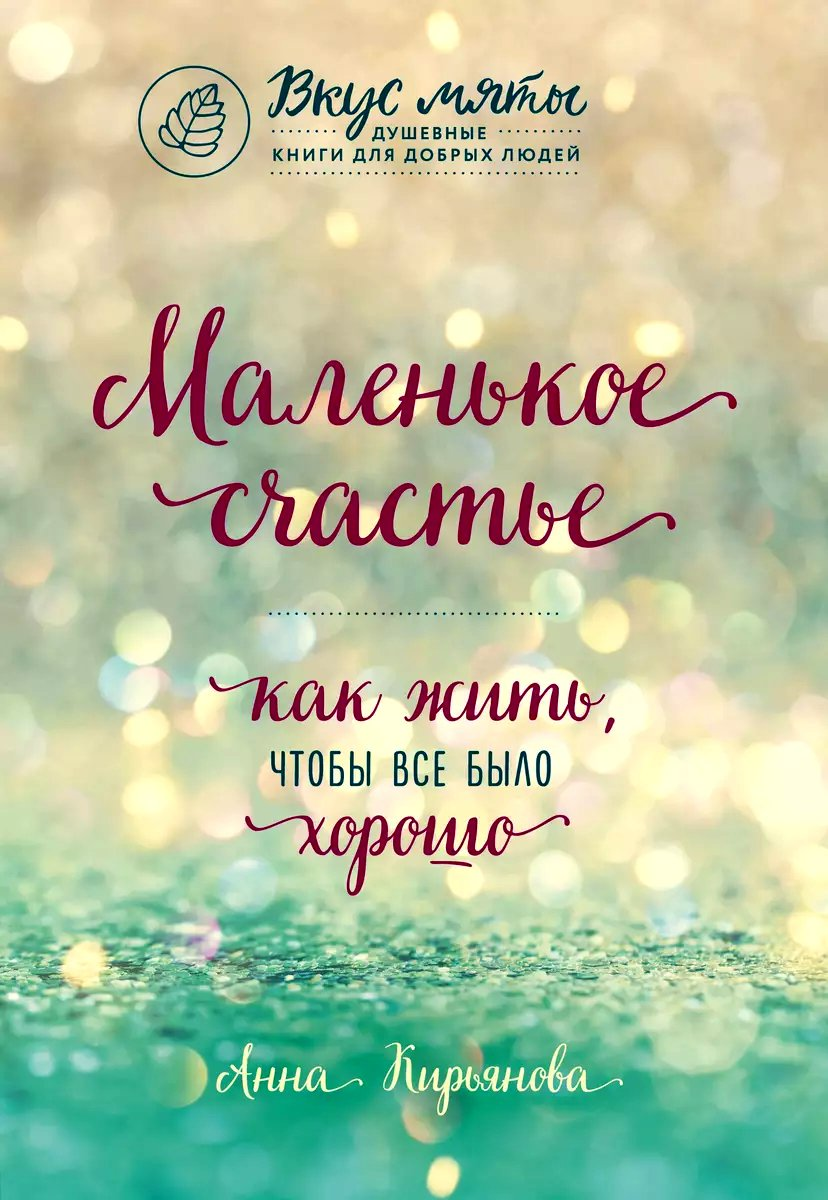 Вкус мяты
ДУШЕВНЫЕ
КНИГИ ДЛЯ ДОБРЫХ ЛЮДЕЙ
Маленькое
счастье
как жить,
ЧТОБЫ ВСЕ БЫЛО
хорошо
Анна Кирьянова